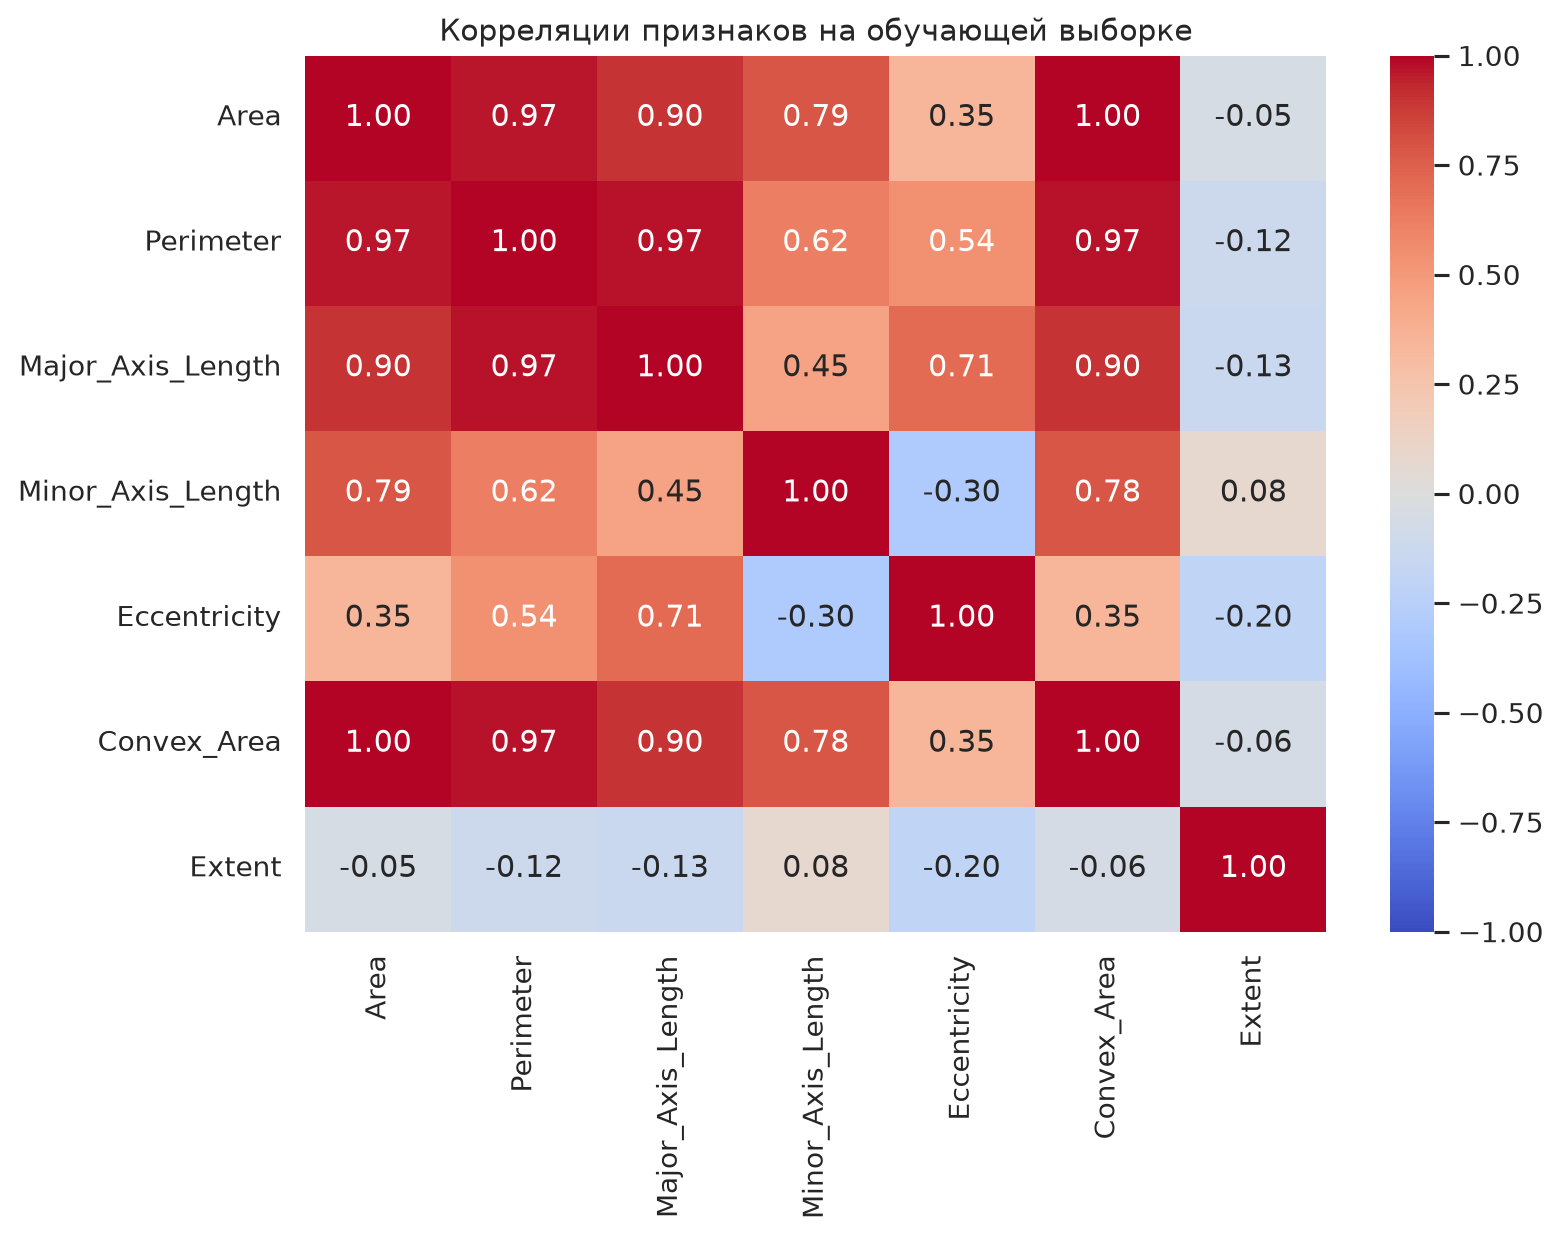 Корреляции признаков на обучающей выборке
Area 1.00 0.97 0.90 0.79 0.35 1.00 -0.05
Perimeter 0.97 1.00 0.97 0.62 0.54 0.97 -0.12
Major_Axis_Length 0.90 0.97 1.00 0.45 0.71 0.90 -0.13
Minor_Axis_Length 0.79 0.62 0.45 1.00 -0.30 0.78 0.08
Eccentricity 0.35 0.54 0.71 -0.30 1.00 0.35 -0.20
Convex_Area 1.00 0.97 0.90 0.78 0.35 1.00 -0.06
Extent -0.05 -0.12 -0.13 0.08 -0.20 -0.06 1.00
Area
Perimeter
Major_Axis_Length
Minor_Axis_Length
Eccentricity
Convex_Area
Extent
1.00
0.75
0.50
0.25
0.00
−0.25
−0.50
−0.75
−1.00